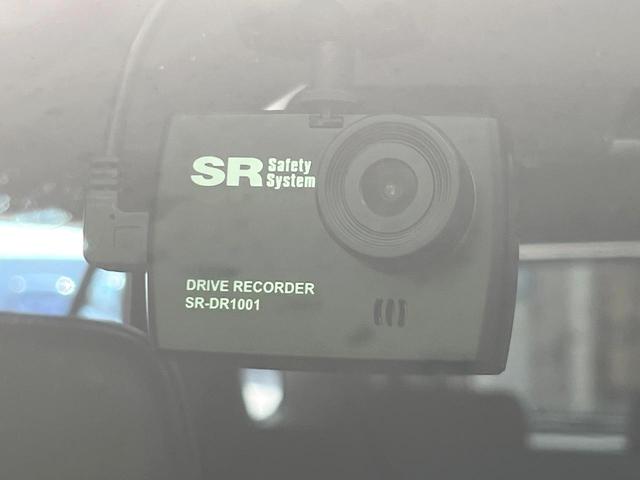 SR Safety
System
DRIVE RECORDER
SR-DR1001